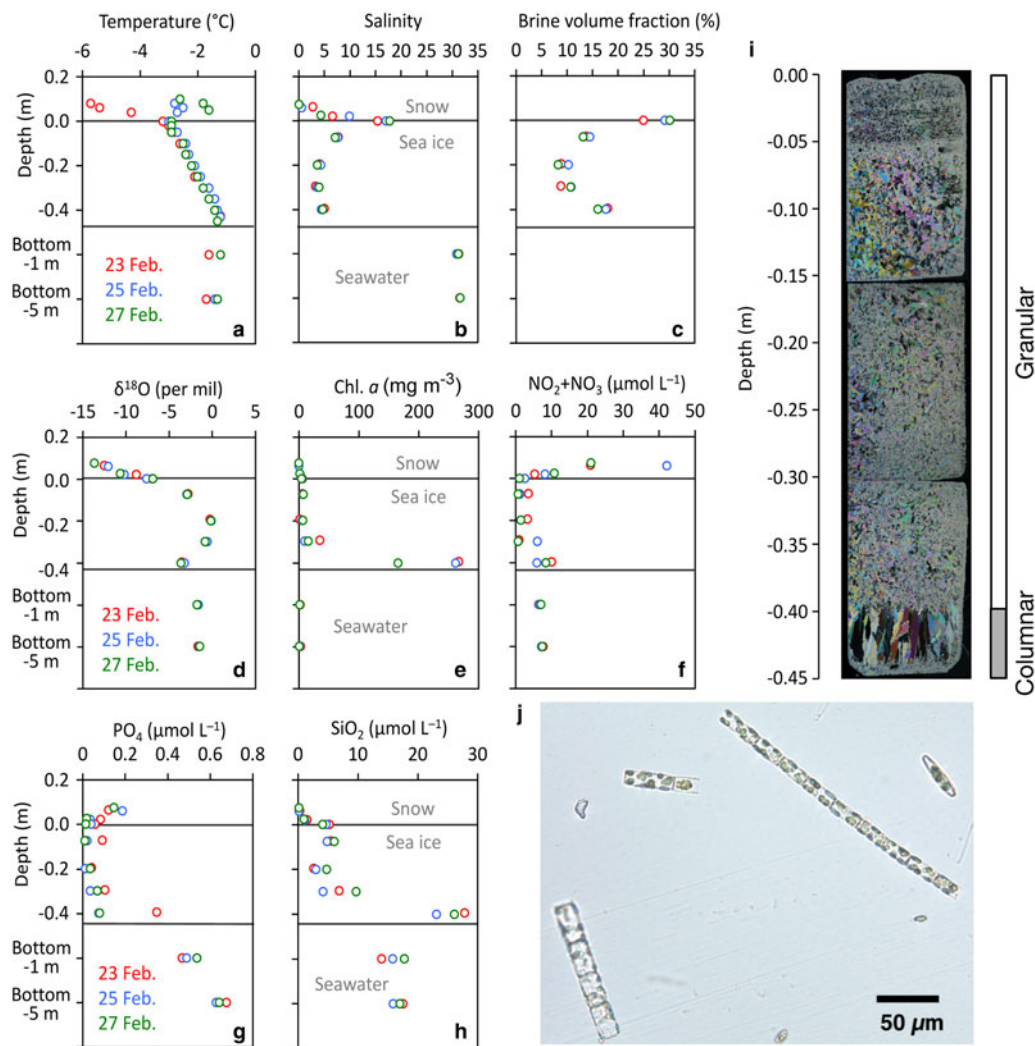 Temperature (°C)
-6 -4 -2 0
Depth (m)
0.2
0.0
-0.2
-0.4
Bottom
-1 m
Bottom
-5 m
23 Feb.
25 Feb.
27 Feb.
a
Salinity
0 5 10 15 20 25 30 35
Snow
Sea ice
Seawater
b
Brine volume fraction (%)
0 5 10 15 20 25 30 35
c
δ18O (per mil)
-15 -10 -5 0 5
Depth (m)
0.2
0.0
-0.2
-0.4
Bottom
-1 m
Bottom
-5 m
23 Feb.
25 Feb.
27 Feb.
d
Chl. a (mg m–3)
0 100 200 300
Snow
Sea ice
Seawater
e
NO2+NO3 (µmol L–1)
0 10 20 30 40 50
f
PO4 (µmol L–1)
0 0.2 0.4 0.6 0.8
Depth (m)
0.2
0.0
-0.2
-0.4
Bottom
-1 m
Bottom
-5 m
23 Feb.
25 Feb.
27 Feb.
g
SiO2 (µmol L–1)
0 10 20 30
Snow
Sea ice
Seawater
h
i
Depth (m)
0.00
-0.05
-0.10
-0.15
-0.20
-0.25
-0.30
-0.35
-0.40
-0.45
Granular
Columnar
j
50 µm